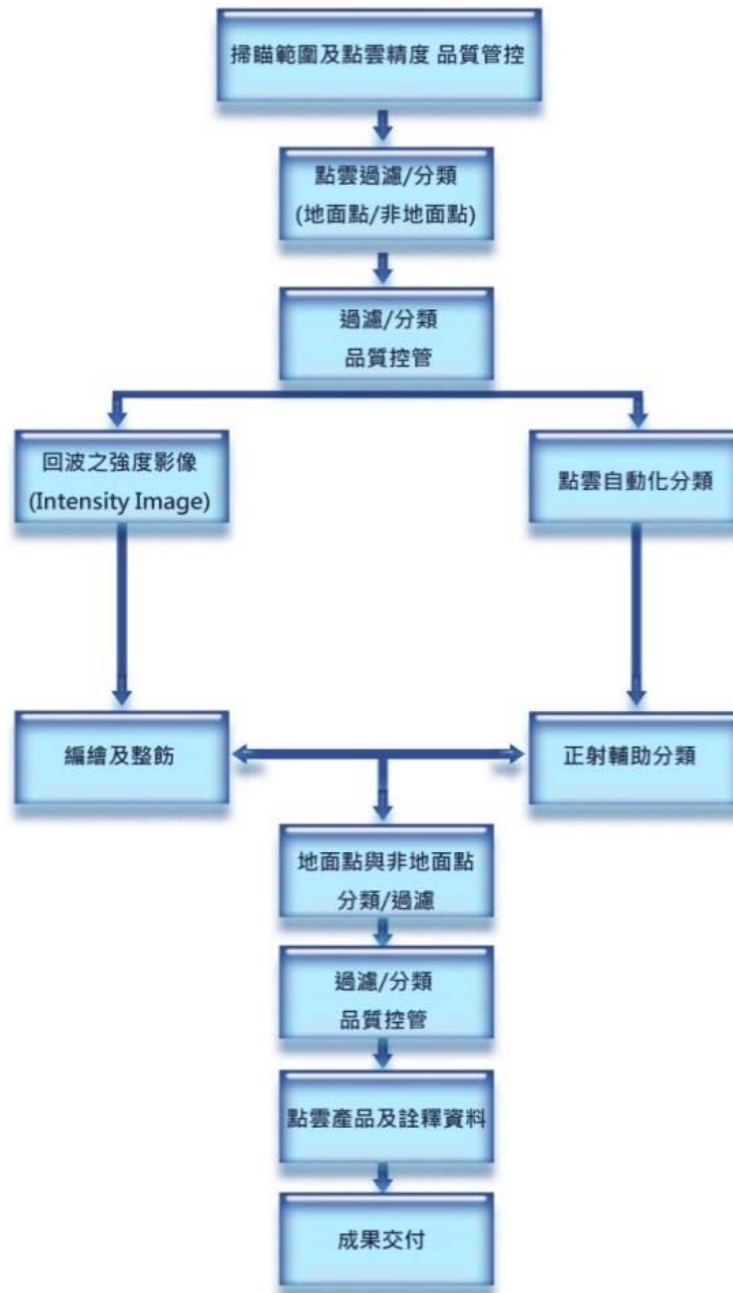 掃瞄範圍及點雲精度 品質管控
點雲過濾/分類
(地面點/非地面點)
過濾/分類
品質控管
回波之強度影像
(Intensity Image)
點雲自動化分類
編繪及整飭
正射輔助分類
地面點與非地面點
分類/過濾
過濾/分類
品質控管
點雲產品及詮釋資料
成果交付